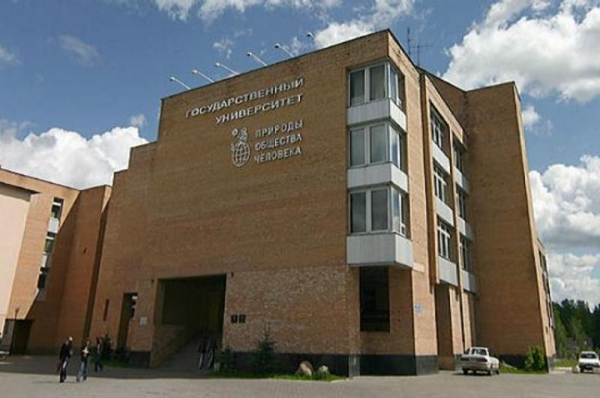 ГОСУДАРСТВЕННЫЙ
УНИВЕРСИТЕТ
ПРИРОДЫ
ОБЩЕСТВА
ЧЕЛОВЕКА